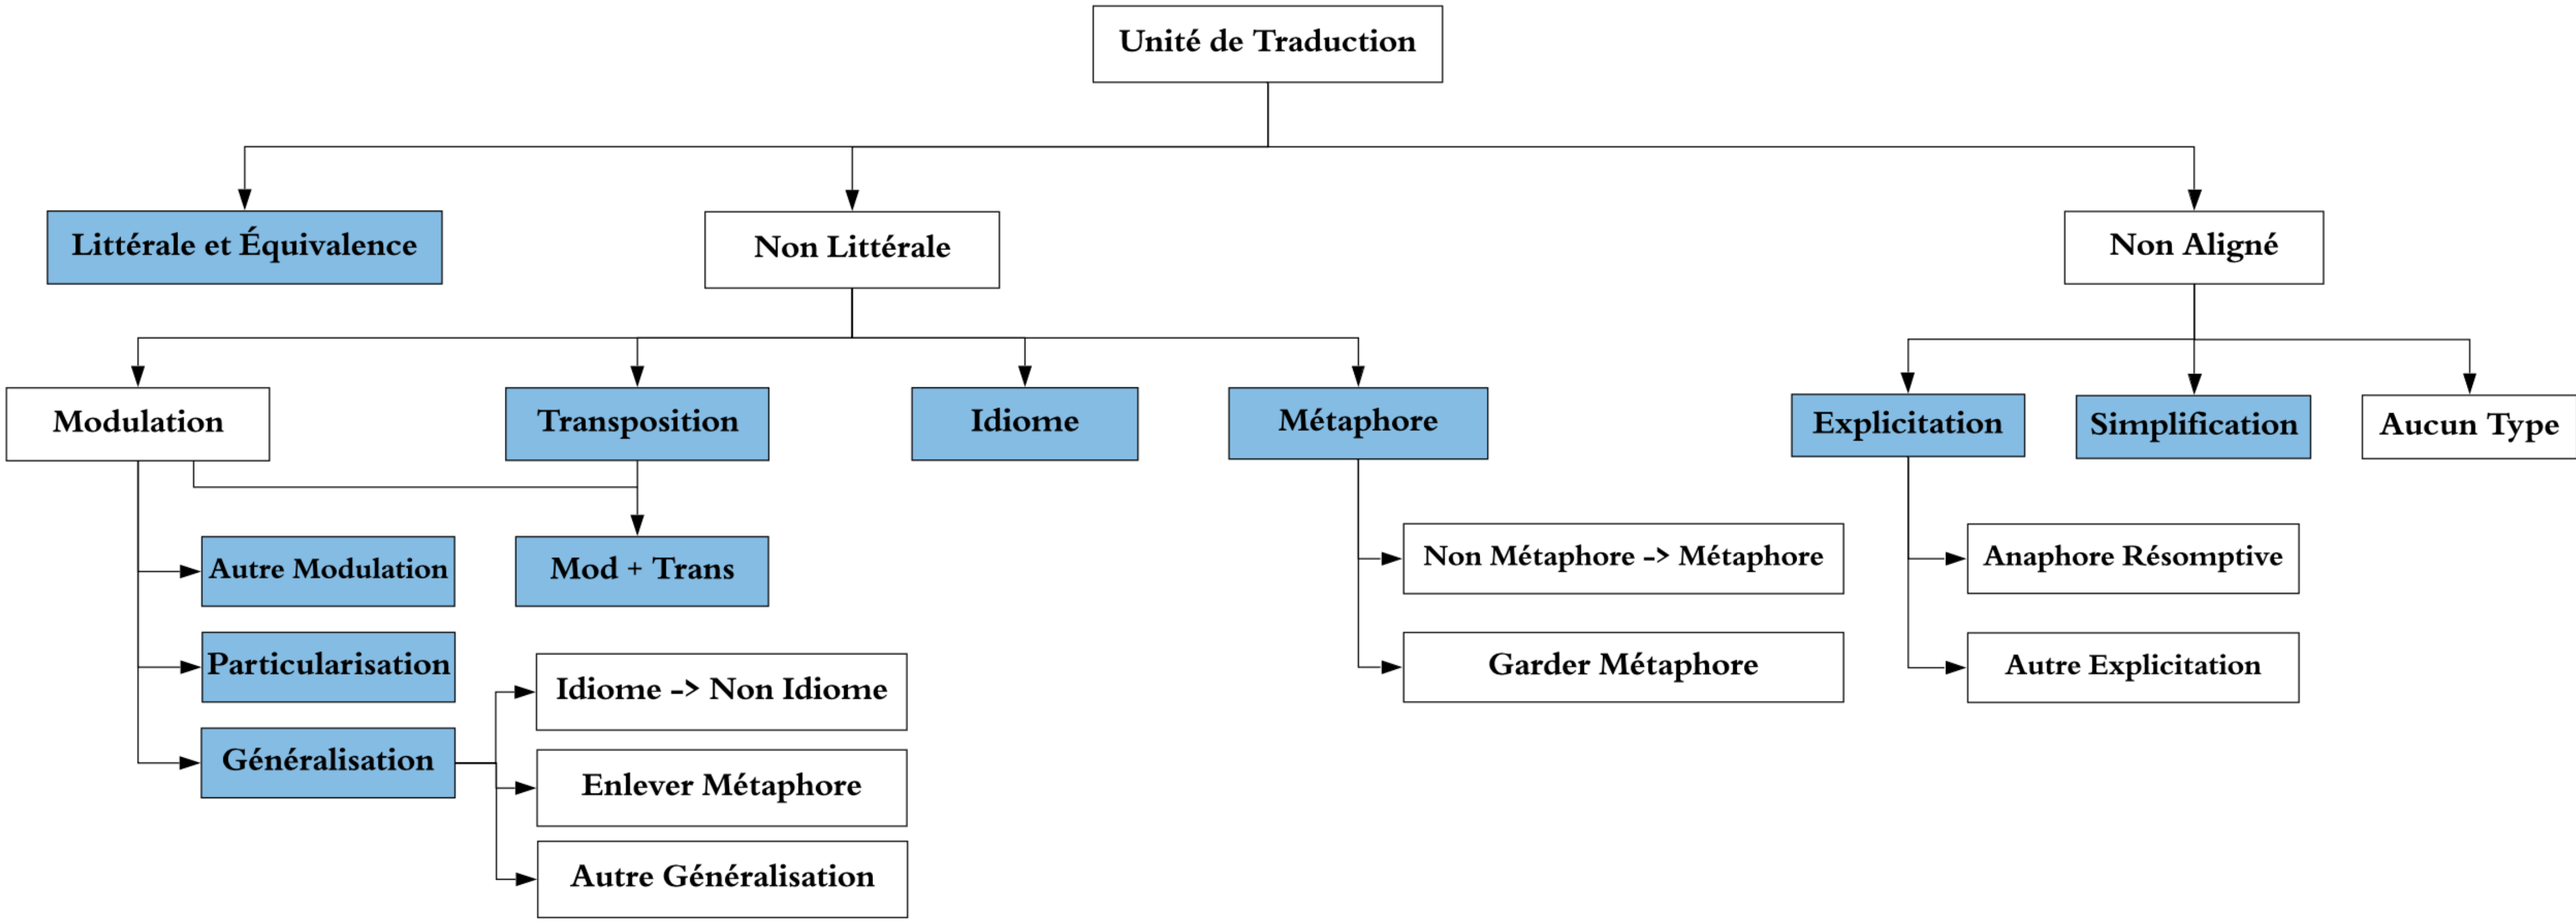 Unité de Traduction
Littérale et Équivalence
Non Littérale
Non Aligné
Modulation
Transposition
Idiome
Métaphore
Explicitation
Simplification
Aucun Type
Autre Modulation
Mod + Trans
Non Métaphore -> Métaphore
Anaphore Résomptive
Particularisation
Idiome -> Non Idiome
Garder Métaphore
Autre Explicitation
Généralisation
Enlever Métaphore
Autre Généralisation